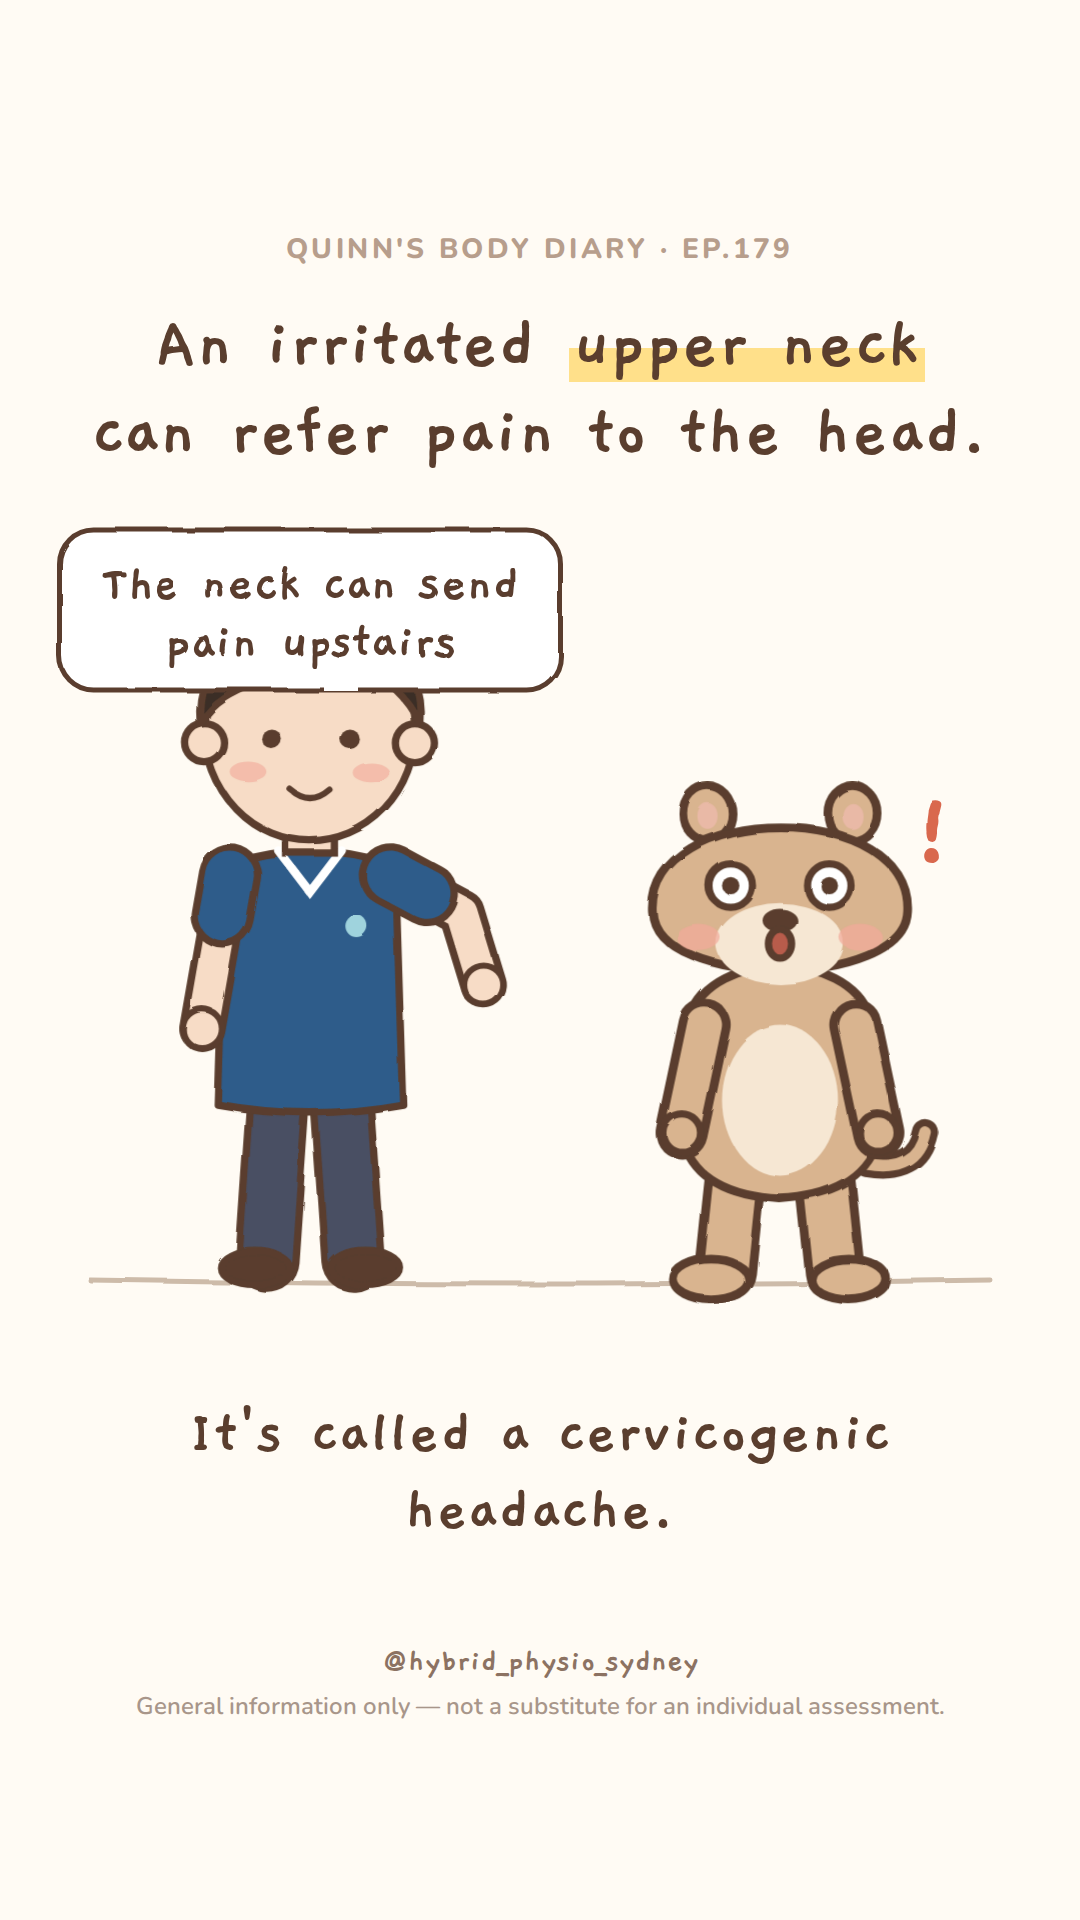 QUINN'S BODY DIARY · EP.179
An irritated upper neck
can refer pain to the head.
The neck can send
pain upstairs
!
It's called a cervicogenic
headache.
@hybrid_physio_sydney
General information only — not a substitute for an individual assessment.